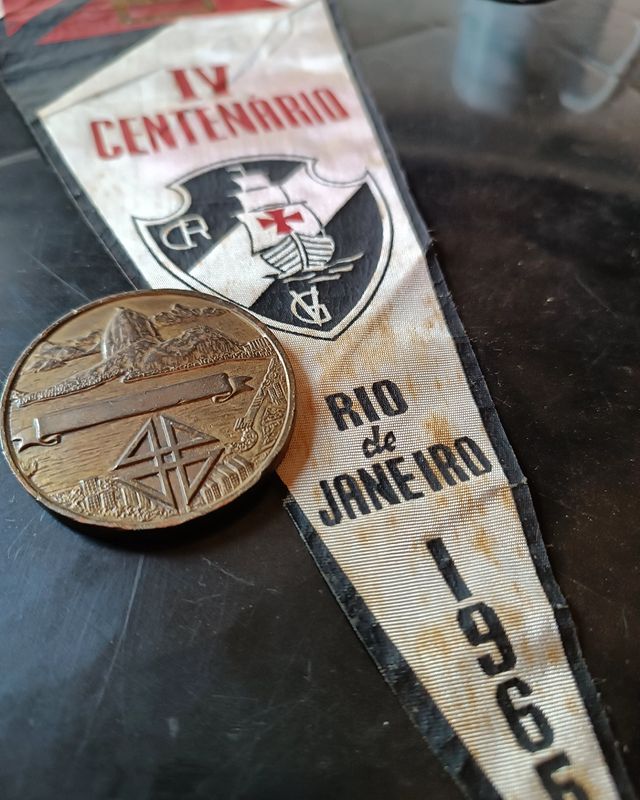 IV
CENTENÁRIO
CR
VG
RIO
de
JANEIRO
1965